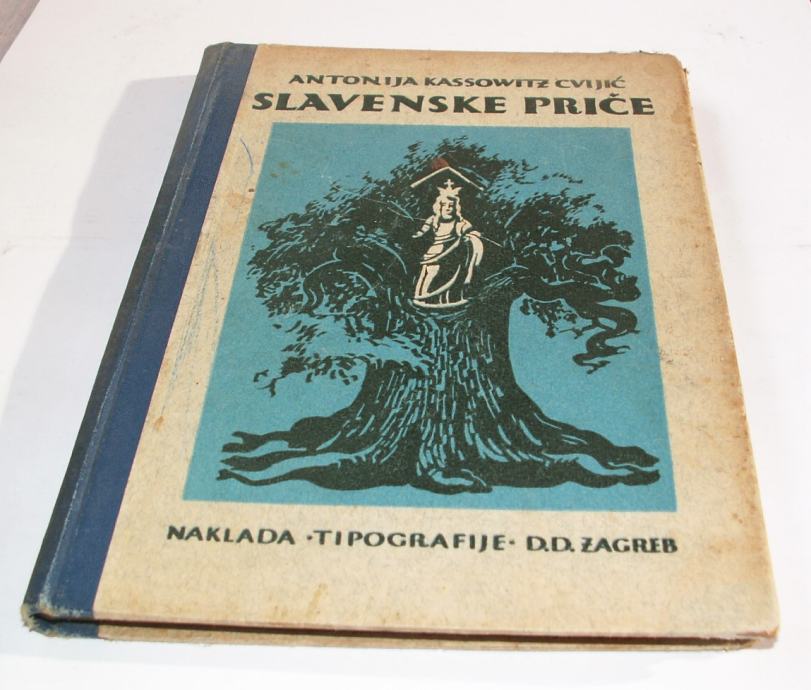 ANTONIJA KASSOWITZ CVIJIĆ
SLAVENSKE PRIČE
NAKLADA · TIPOGRAFIJE · D.D. ZAGREB